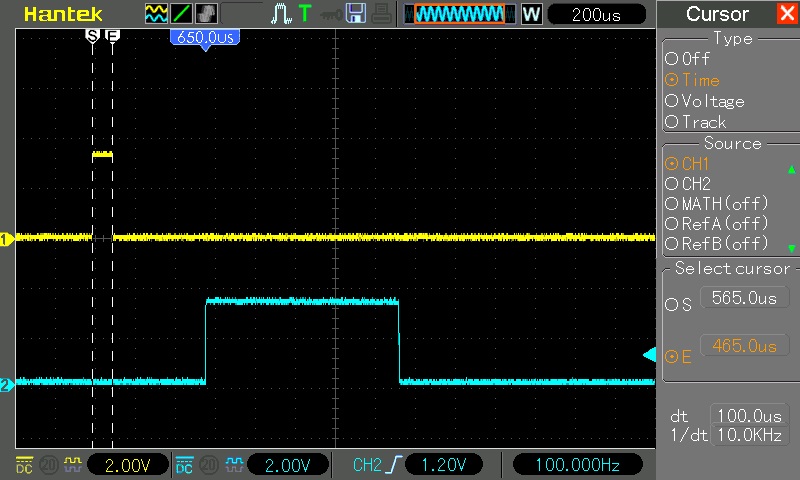 Hantek T W 200us Cursor
S E 650.0us
Type
Off
Time
Voltage
Track
Source
CH1
CH2
MATH(off)
RefA(off)
RefB(off)
Select cursor
S 565.0us
E 465.0us
dt 100.0us
1/dt 10.0KHz
1
2
DC 20 2.00V DC 20 2.00V CH2 1.20V 100.000Hz